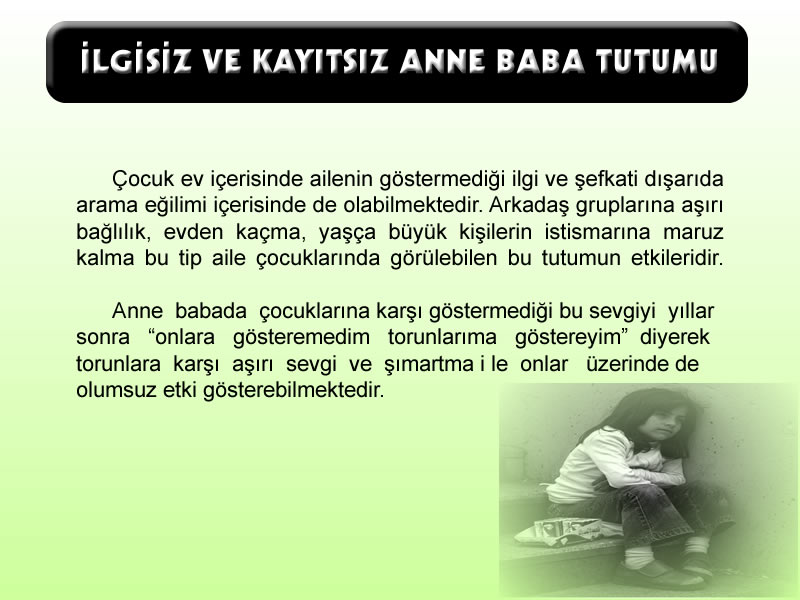 İLGİSİZ VE KAYITSIZ ANNE BABA TUTUMU
Çocuk ev içerisinde ailenin göstermediği ilgi ve şefkati dışarıda
arama eğilimi içerisinde de olabilmektedir. Arkadaş gruplarına aşırı
bağlılık, evden kaçma, yaşça büyük kişilerin istismarına maruz
kalma bu tip aile çocuklarında görülebilen bu tutumun etkileridir.
Anne babada çocuklarına karşı göstermediği bu sevgiyi yıllar
sonra “onlara gösteremedim torunlarıma göstereyim” diyerek
torunlara karşı aşırı sevgi ve şımartma i le onlar üzerinde de
olumsuz etki gösterebilmektedir.